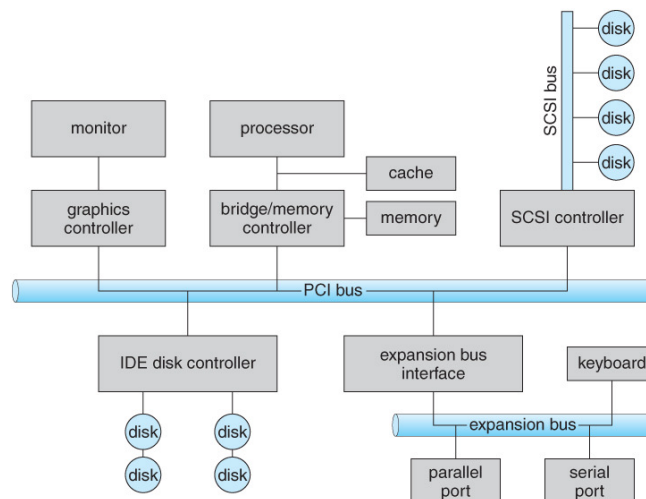 disk
disk
SCSI bus
disk
disk
monitor
processor
cache
graphics
controller
bridge/memory
controller
memory
SCSI controller
PCI bus
IDE disk controller
expansion bus
interface
keyboard
disk
disk
expansion bus
disk
disk
parallel
port
serial
port